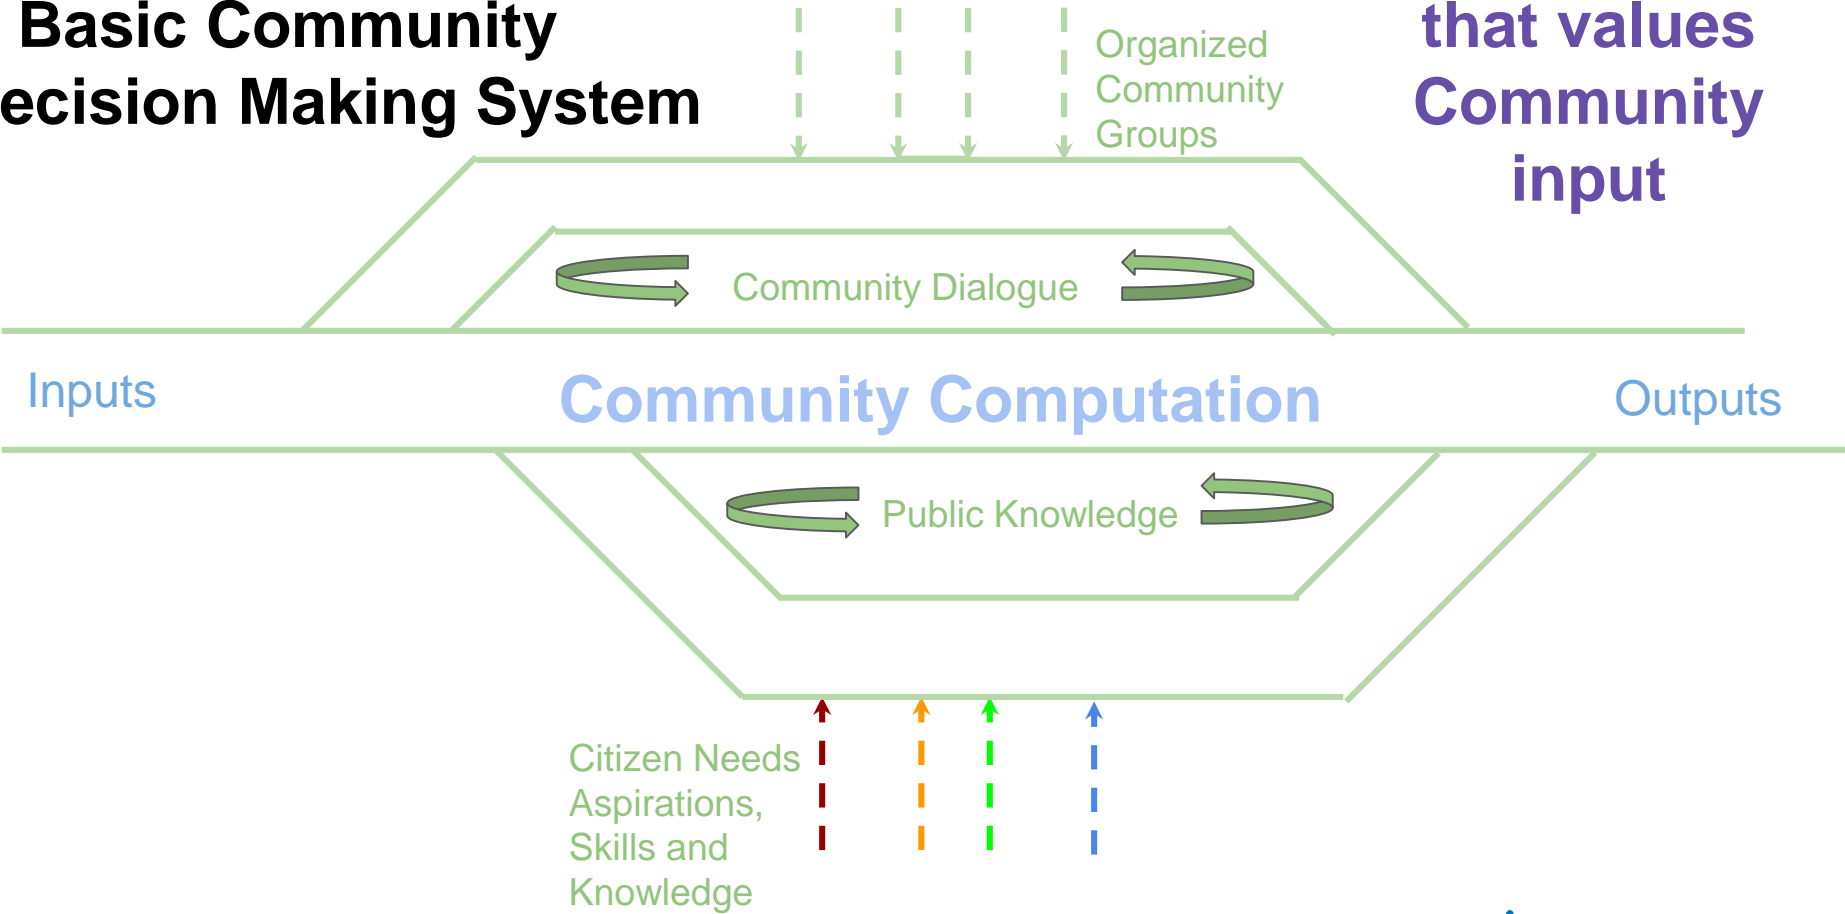 Basic Community
ecision Making System
that values
Community
input
Organized
Community
Groups
Community Dialogue
Inputs
Community Computation
Outputs
Public Knowledge
Citizen Needs
Aspirations,
Skills and
Knowledge